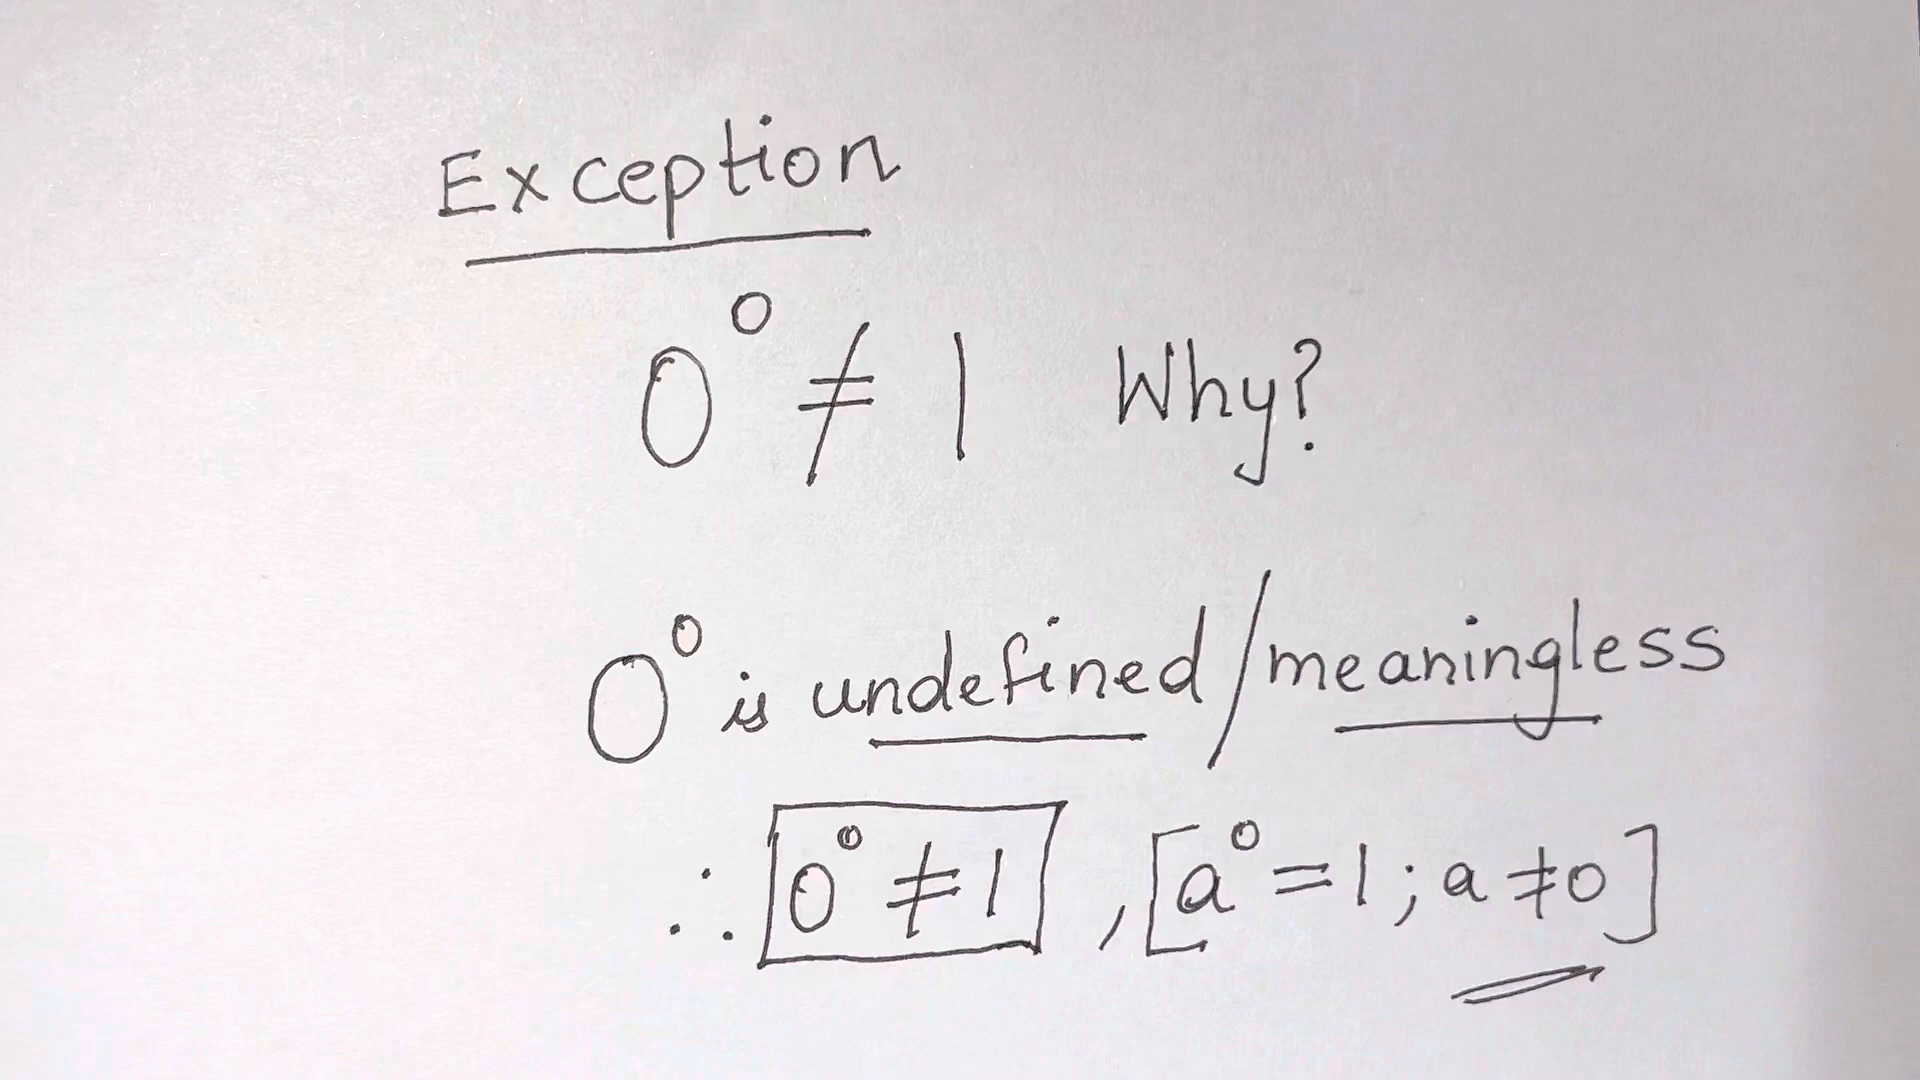 Exception
0⁰ ≠ 1 Why?
0⁰ is undefined/meaningless
∴ 0⁰ ≠ 1 , [a⁰ = 1 ; a ≠ 0]